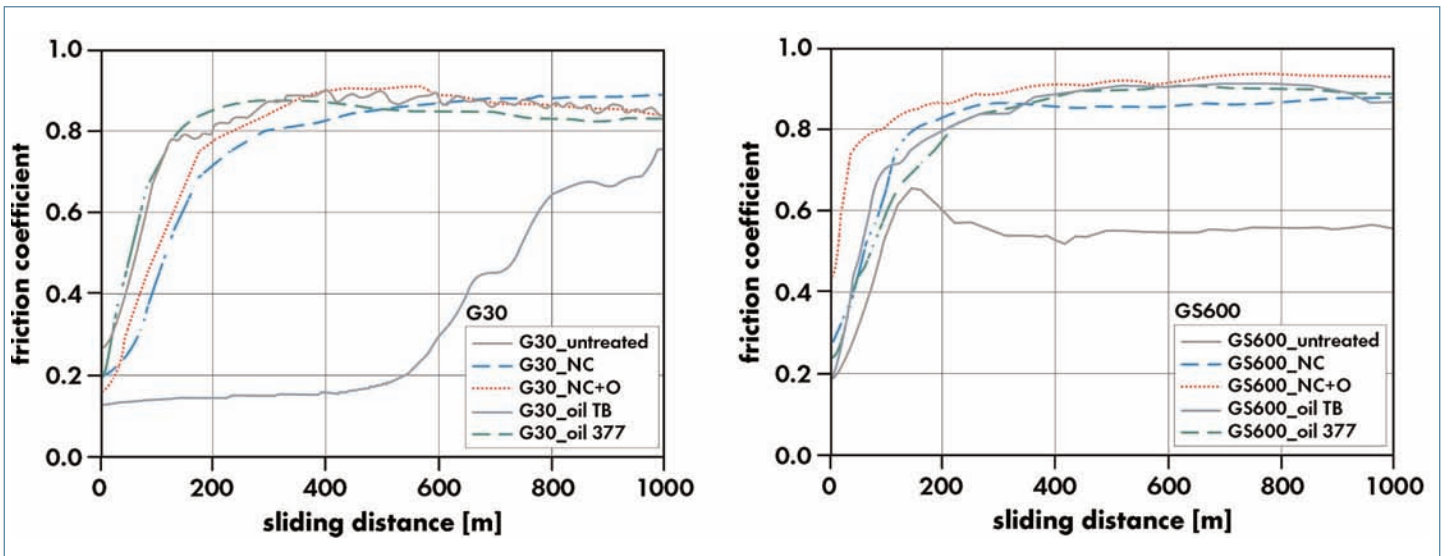 1.0
0.8
0.6
0.4
0.2
0.0
friction coefficient
0
200
400
600
800
1000
sliding distance [m]
G30
G30_untreated
G30_NC
G30_NC+O
G30_oil TB
G30_oil 377
1.0
0.8
0.6
0.4
0.2
0.0
friction coefficient
0
200
400
600
800
1000
sliding distance [m]
GS600
GS600_untreated
GS600_NC
GS600_NC+O
GS600_oil TB
GS600_oil 377